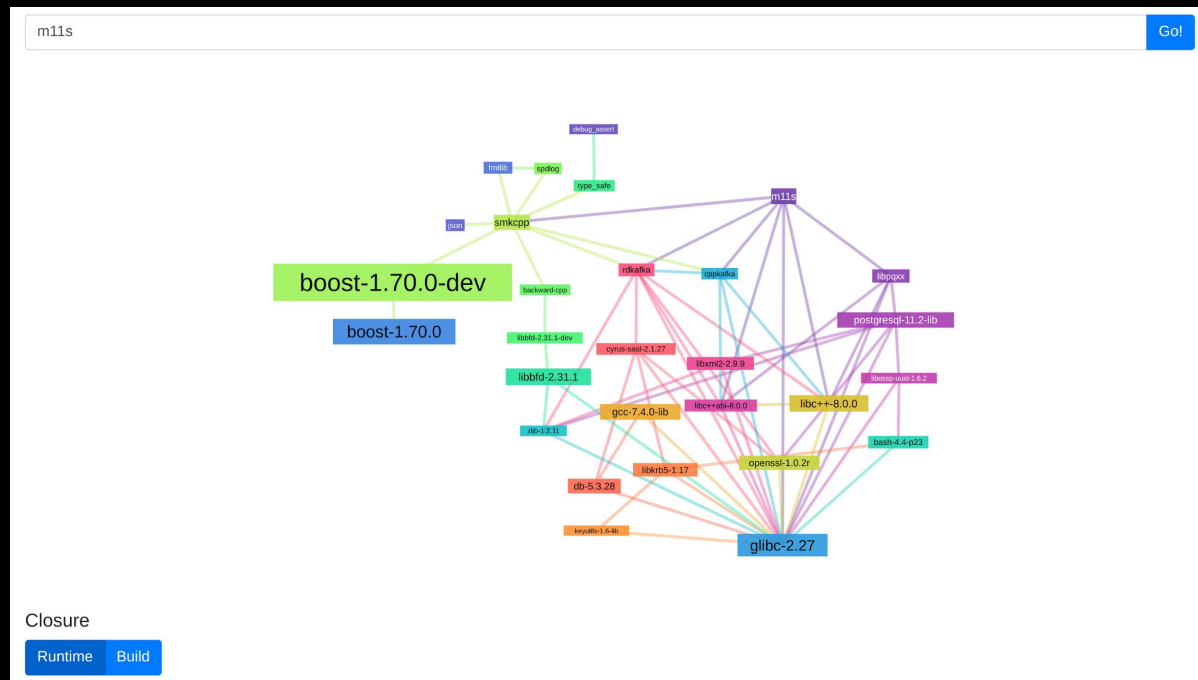 m11s
Go!
debug_assert
fmtlib
spdlog
type_safe
m11s
json
smkcpp
rdkafka
cppkafka
libpqxx
boost-1.70.0-dev
backward-cpp
postgresql-11.2-lib
boost-1.70.0
libbfd-2.31.1-dev
cyrus-sasl-2.1.27
libxml2-2.9.9
libbfd-2.31.1
libossp-uuid-1.6.2
gcc-7.4.0-lib
libc++abi-8.0.0
libc++-8.0.0
zlib-1.2.11
bash-4.4-p23
libkrb5-1.17
openssl-1.0.2r
db-5.3.28
keyutils-1.6-lib
glibc-2.27
Closure
Runtime
Build